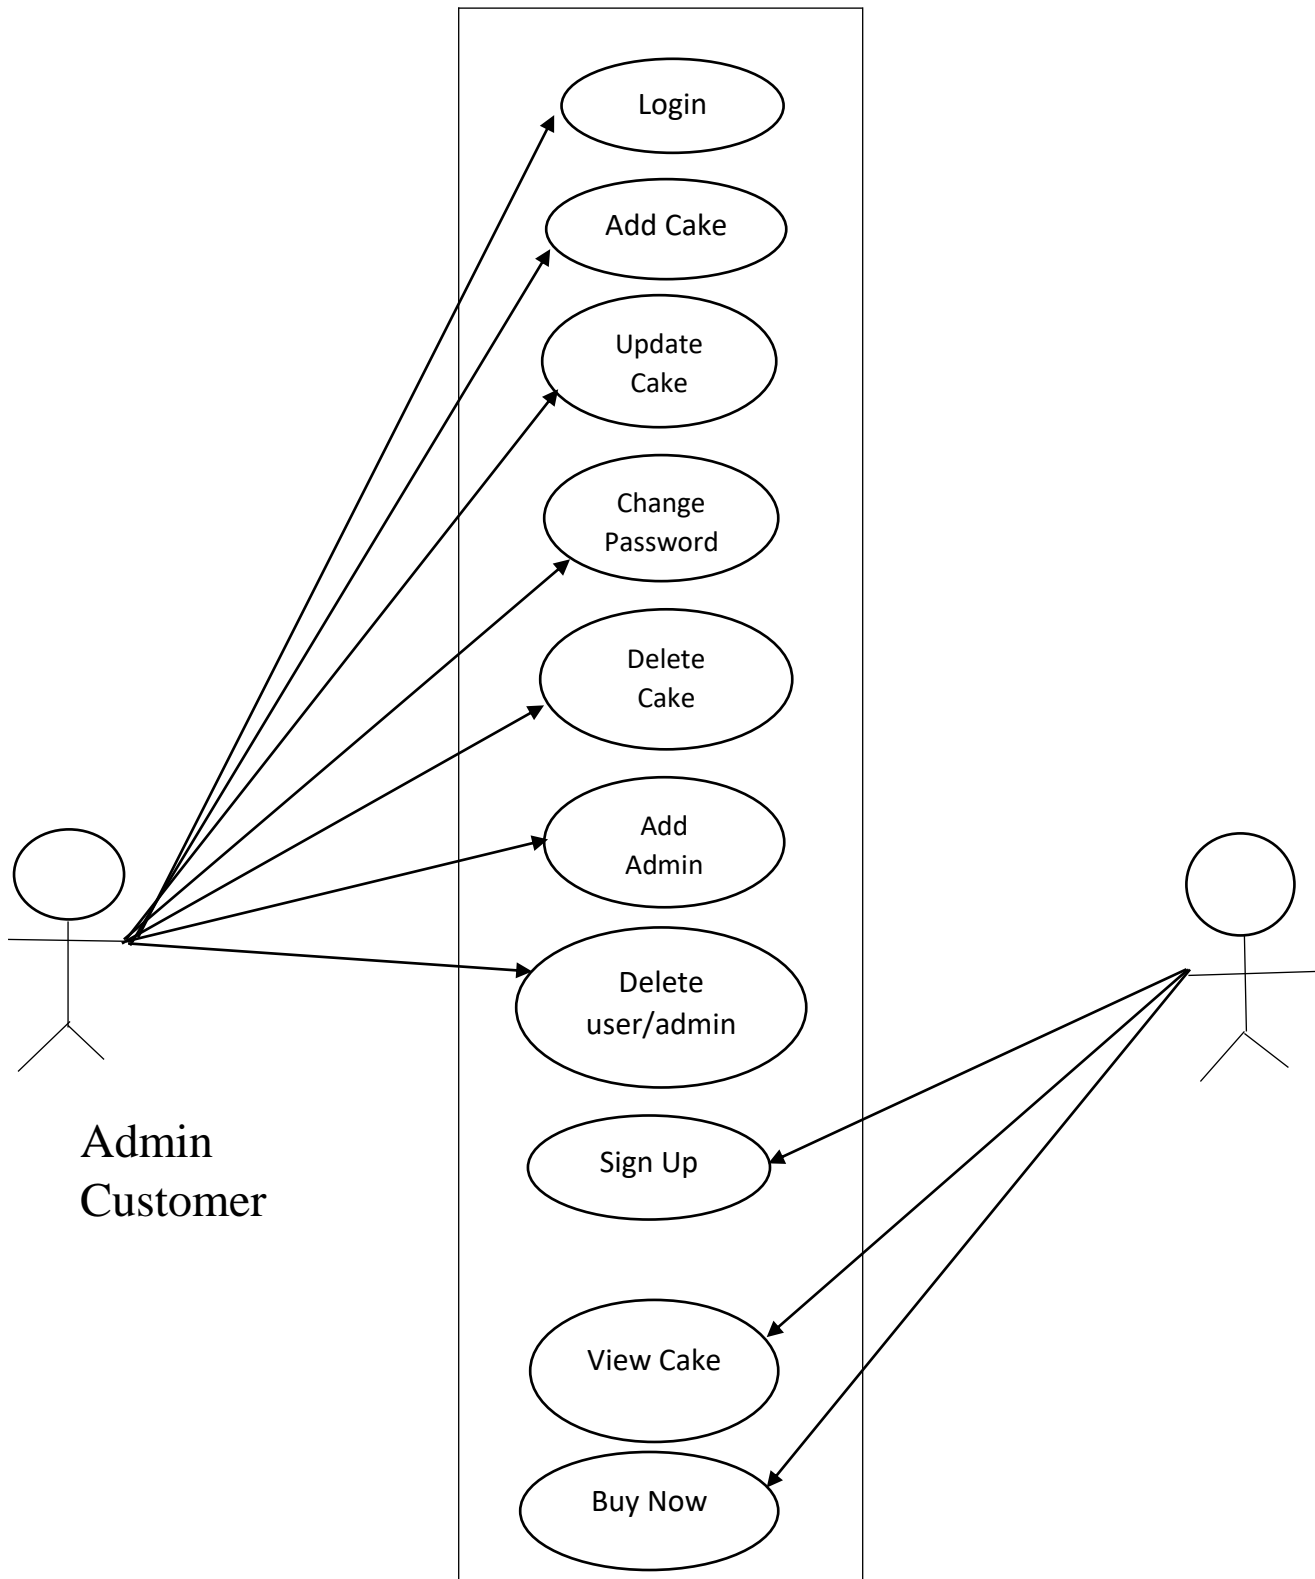 Login
Add Cake
Update
Cake
Change
Password
Delete
Cake
Add
Admin
Delete
user/admin
Admin
Customer
Sign Up
View Cake
Buy Now